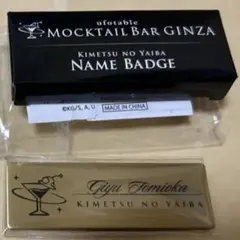 ufotable
MOCKTAIL BAR GINZA
KIMETSU NO YAIBA
NAME BADGE
©KG/S, A, U MADE IN CHINA
Giyu Tomioka
KIMETSU NO YAIBA